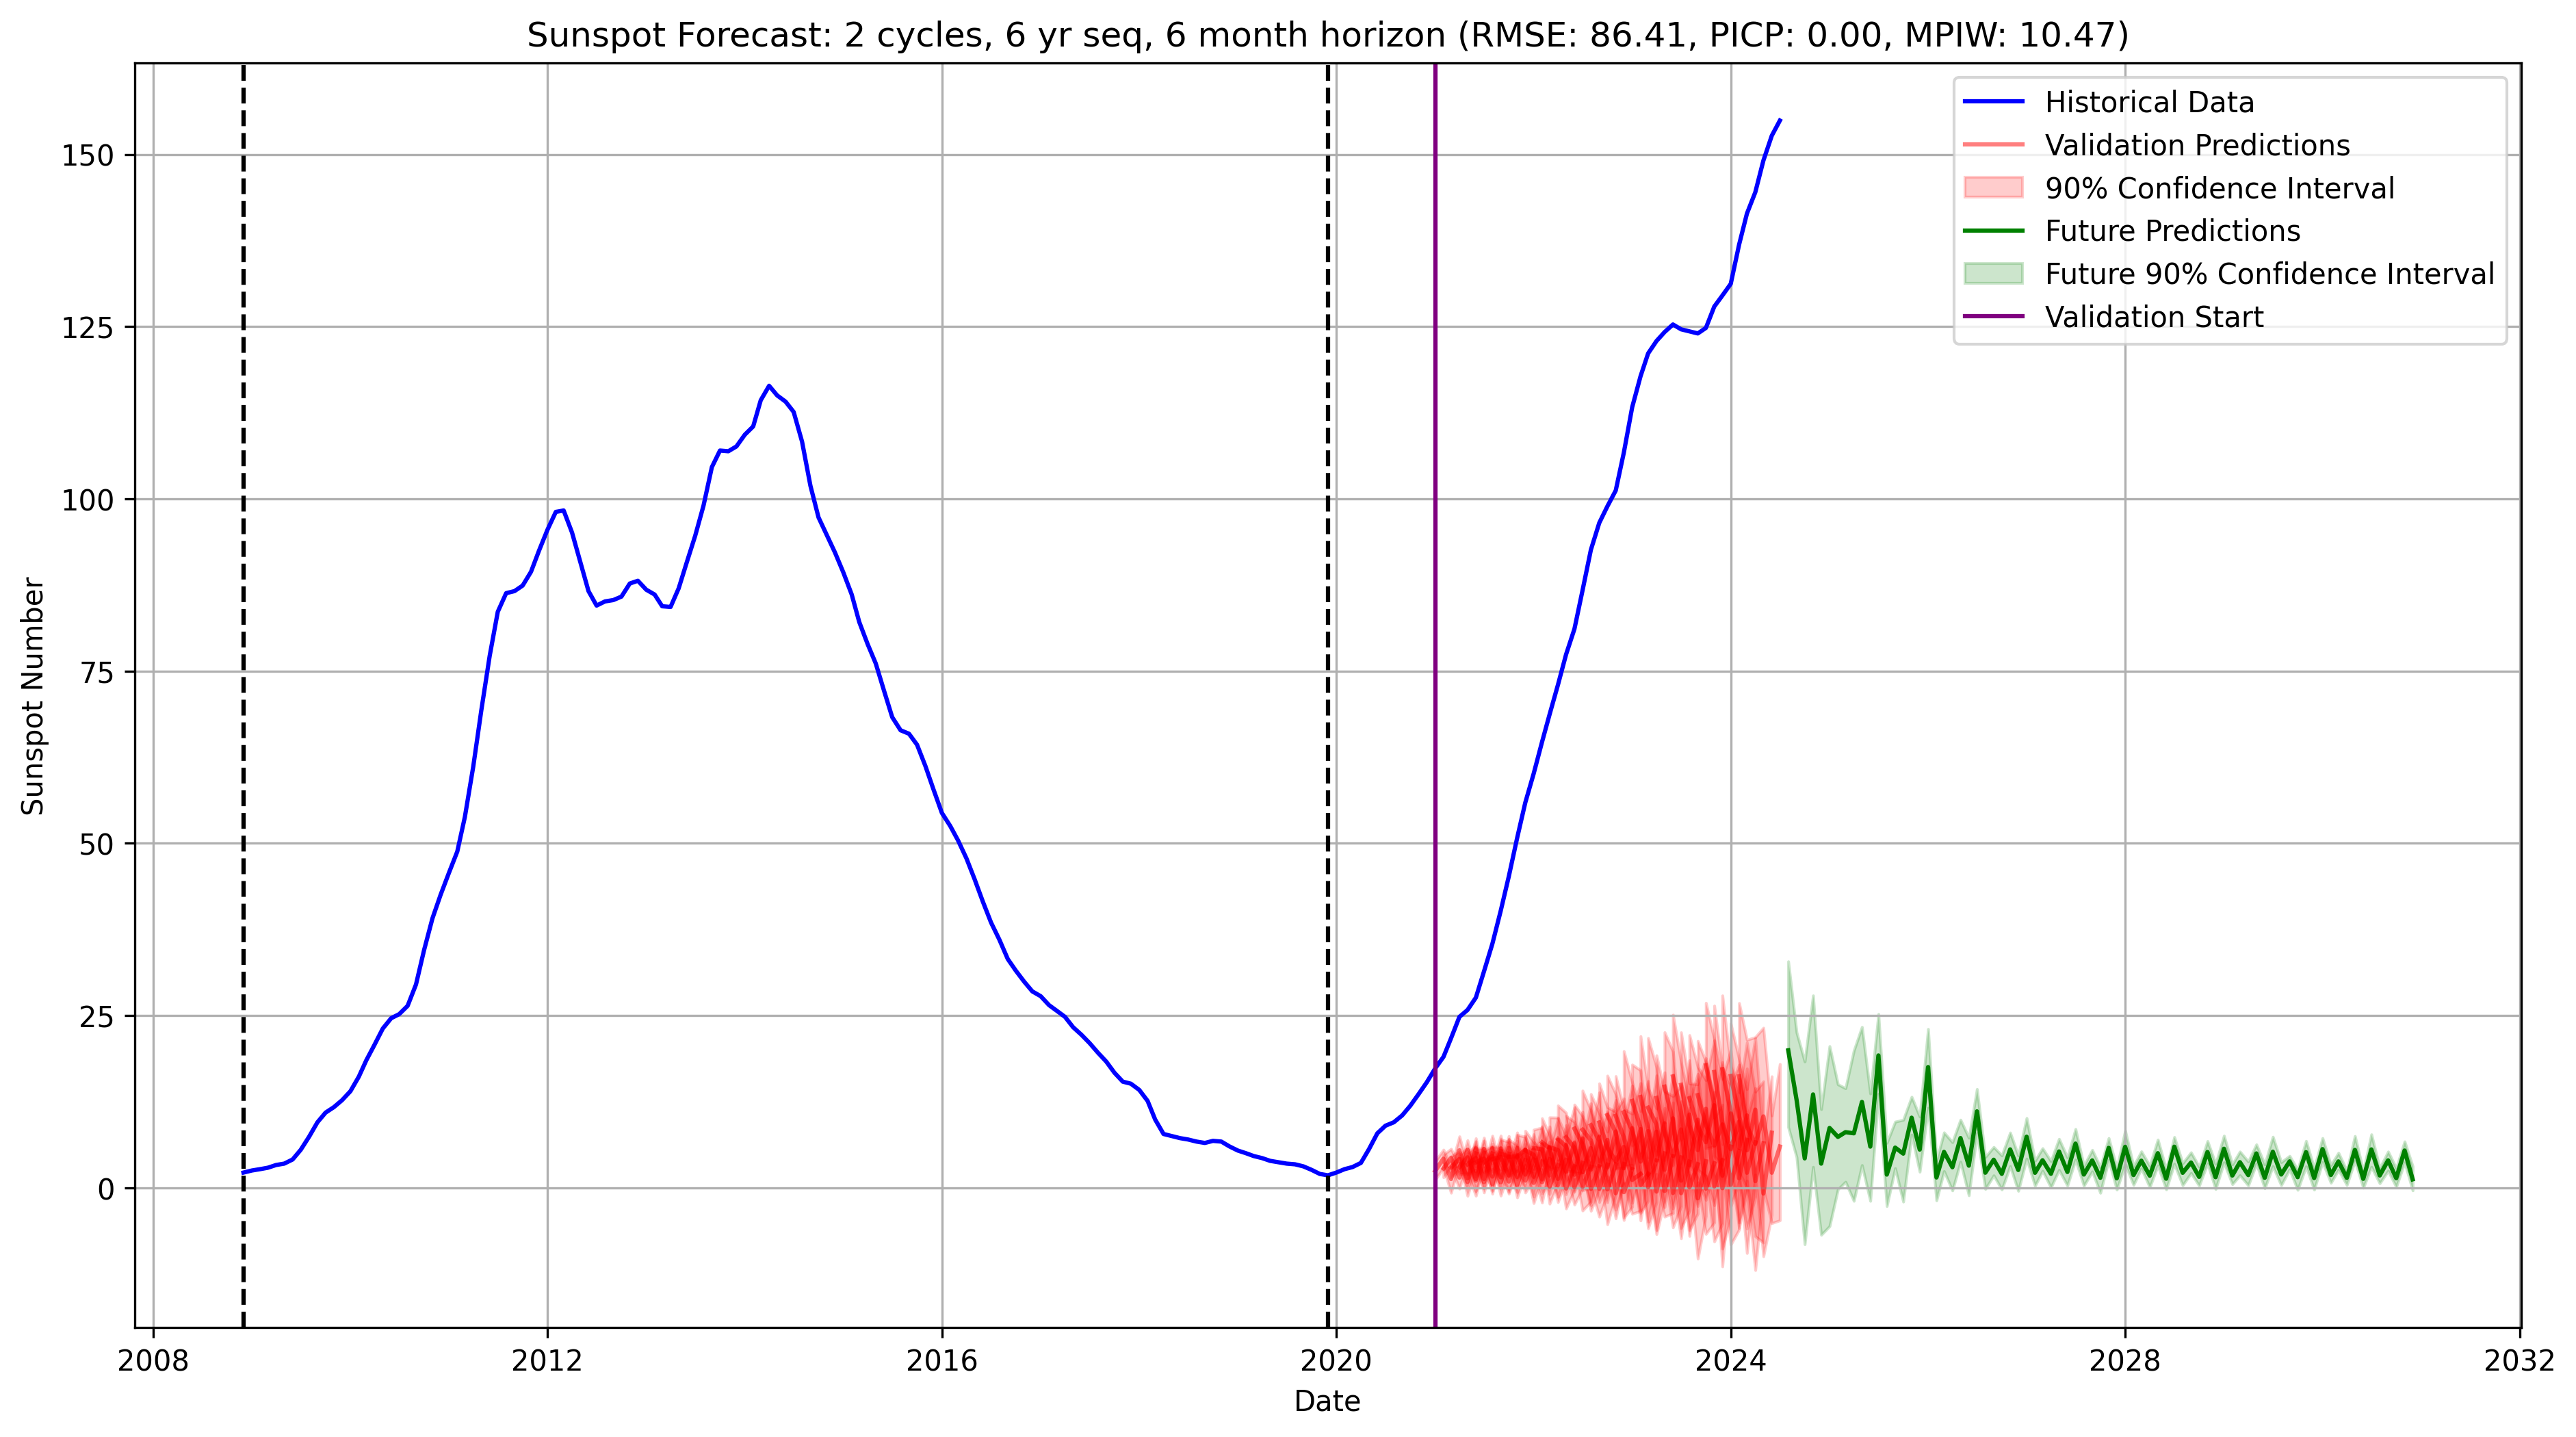 Sunspot Forecast: 2 cycles, 6 yr seq, 6 month horizon (RMSE: 86.41, PICP: 0.00, MPIW: 10.47)
Historical Data
Validation Predictions
90% Confidence Interval
Future Predictions
Future 90% Confidence Interval
Validation Start
Sunspot Number
150
125
100
75
50
25
0
2008 2012 2016 2020 2024 2028 2032
Date